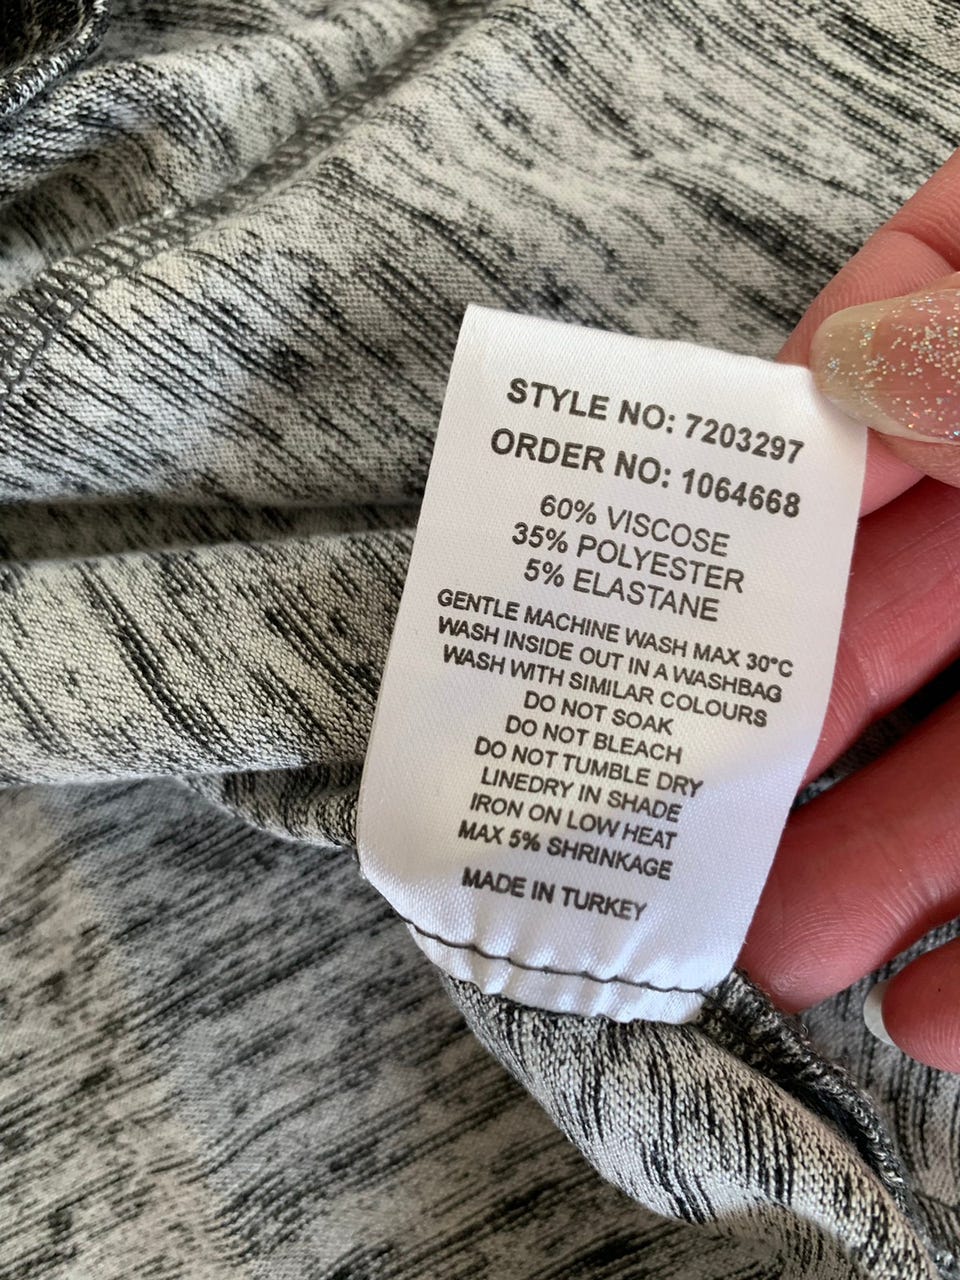 STYLE NO: 7203297
ORDER NO: 1064668
60% VISCOSE
35% POLYESTER
5% ELASTANE
GENTLE MACHINE WASH MAX 30°C
WASH INSIDE OUT IN A WASHBAG
WASH WITH SIMILAR COLOURS
DO NOT SOAK
DO NOT BLEACH
DO NOT TUMBLE DRY
LINEDRY IN SHADE
IRON ON LOW HEAT
MAX 5% SHRINKAGE
MADE IN TURKEY